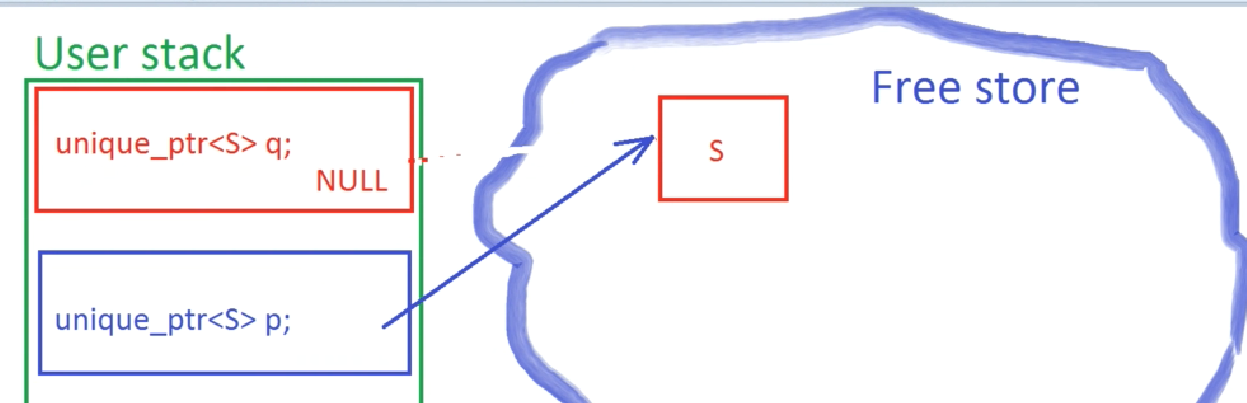 User stack
Free store
unique_ptr<S> q;
NULL
S
unique_ptr<S> p;